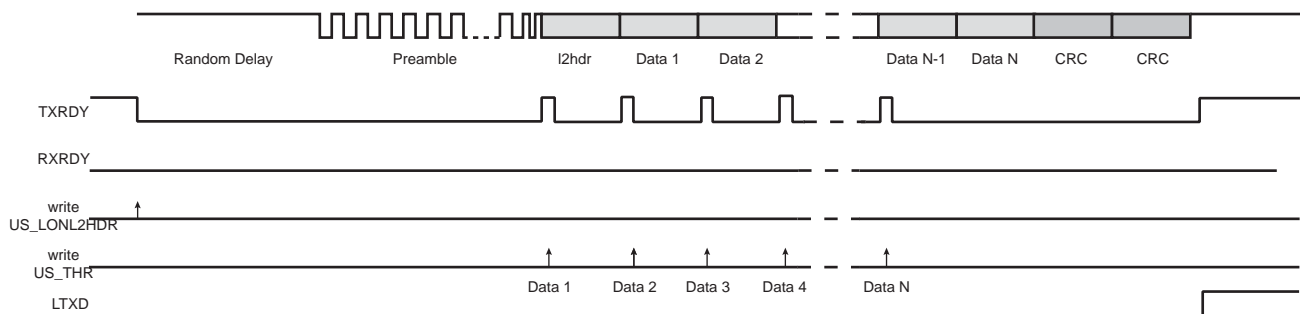 Random Delay Preamble l2hdr Data 1 Data 2 Data N-1 Data N CRC CRC
TXRDY
RXRDY
write
US_LONL2HDR
write
US_THR
Data 1 Data 2 Data 3 Data 4 Data N
LTXD